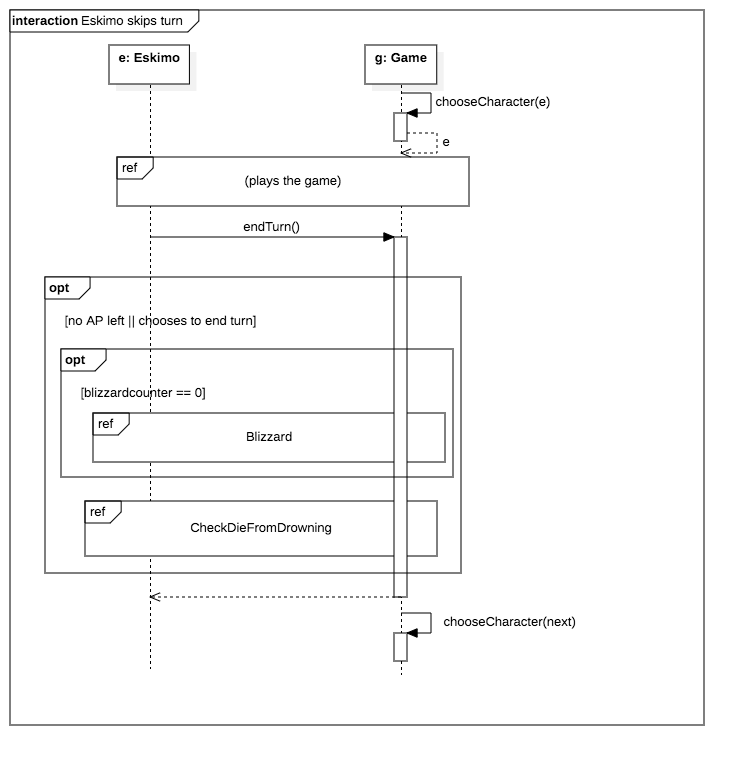 interaction Eskimo skips turn
e: Eskimo
g: Game
chooseCharacter(e)
e
ref
(plays the game)
endTurn()
opt
[no AP left || chooses to end turn]
opt
[blizzardcounter == 0]
ref
Blizzard
ref
CheckDieFromDrowning
chooseCharacter(next)